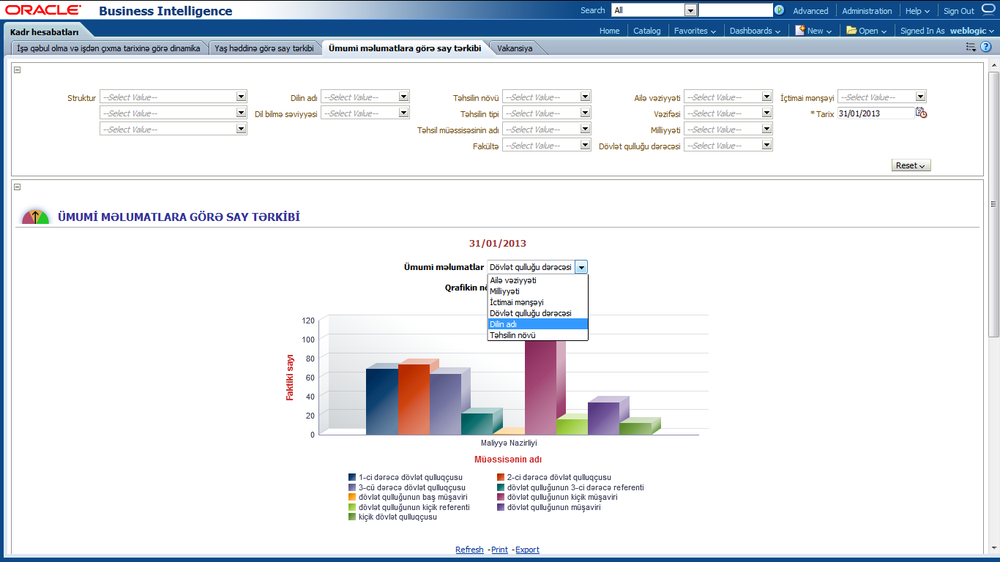 ORACLE Business Intelligence Search All Advanced Administration Help Sign Out
Kadr hesabatları Home Catalog Favorites Dashboards New Open Signed In As weblogic
İşə qəbul olma və işdən çıxma tarixinə görə dinamika Yaş həddinə görə say tərkibi Ümumi məlumatlara görə say tərkibi Vakansiya
Struktur --Select Value-- Dilin adı --Select Value-- Təhsilin növü --Select Value-- Ailə vəziyyəti --Select Value-- İçtimai mənşəyi --Select Value--
--Select Value-- Dil bilmə səviyyəsi --Select Value-- Təhsilin tipi --Select Value-- Vəzifəsi --Select Value-- * Tarix 31/01/2013
--Select Value-- Təhsil müəssisəsinin adı --Select Value-- Milliyyəti --Select Value--
Fakültə --Select Value-- Dövlət qulluğu dərəcəsi --Select Value--
Reset
ÜMUMİ MƏLUMATLARA GÖRƏ SAY TƏRKİBİ
31/01/2013
Ümumi məlumatlar Dövlət qulluğu dərəcəsi
Ailə vəziyyəti
Qrafikin nö
Milliyyəti
İctimai mənşəyi
Dövlət qulluğu dərəcəsi
Dilin adı
Təhsilin növü
Faktiki sayı
120
100
80
60
40
20
0
Maliyyə Nazirliyi
Müəssisənin adı
1-ci dərəcə dövlət qulluqçusu 2-ci dərəcə dövlət qulluqçusu
3-cü dərəcə dövlət qulluqçusu dövlət qulluğunun 3-ci dərəcə referenti
dövlət qulluğunun baş müşaviri dövlət qulluğunun kiçik müşaviri
dövlət qulluğunun kiçik referenti dövlət qulluğunun müşaviri
kiçik dövlət qulluqçusu
Refresh - Print - Export